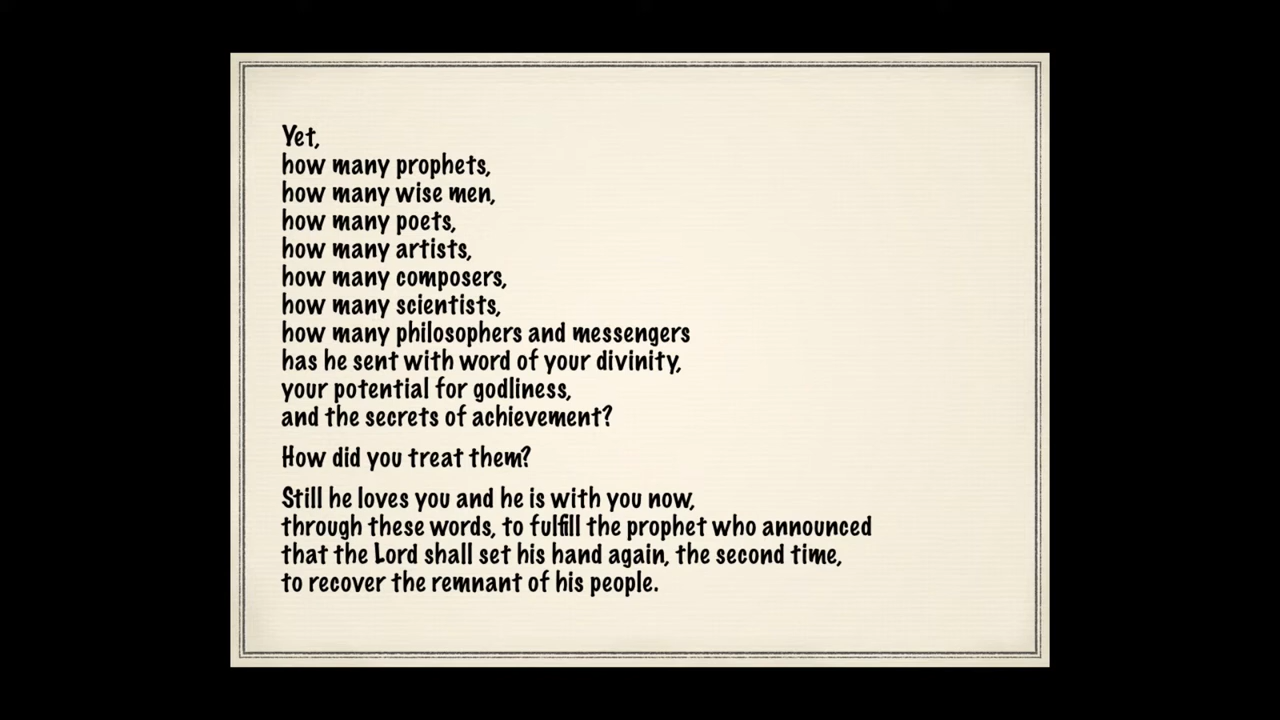 Yet,
how many prophets,
how many wise men,
how many poets,
how many artists,
how many composers,
how many scientists,
how many philosophers and messengers
has he sent with word of your divinity,
your potential for godliness,
and the secrets of achievement?
How did you treat them?
Still he loves you and he is with you now,
through these words, to fulfill the prophet who announced
that the Lord shall set his hand again, the second time,
to recover the remnant of his people.